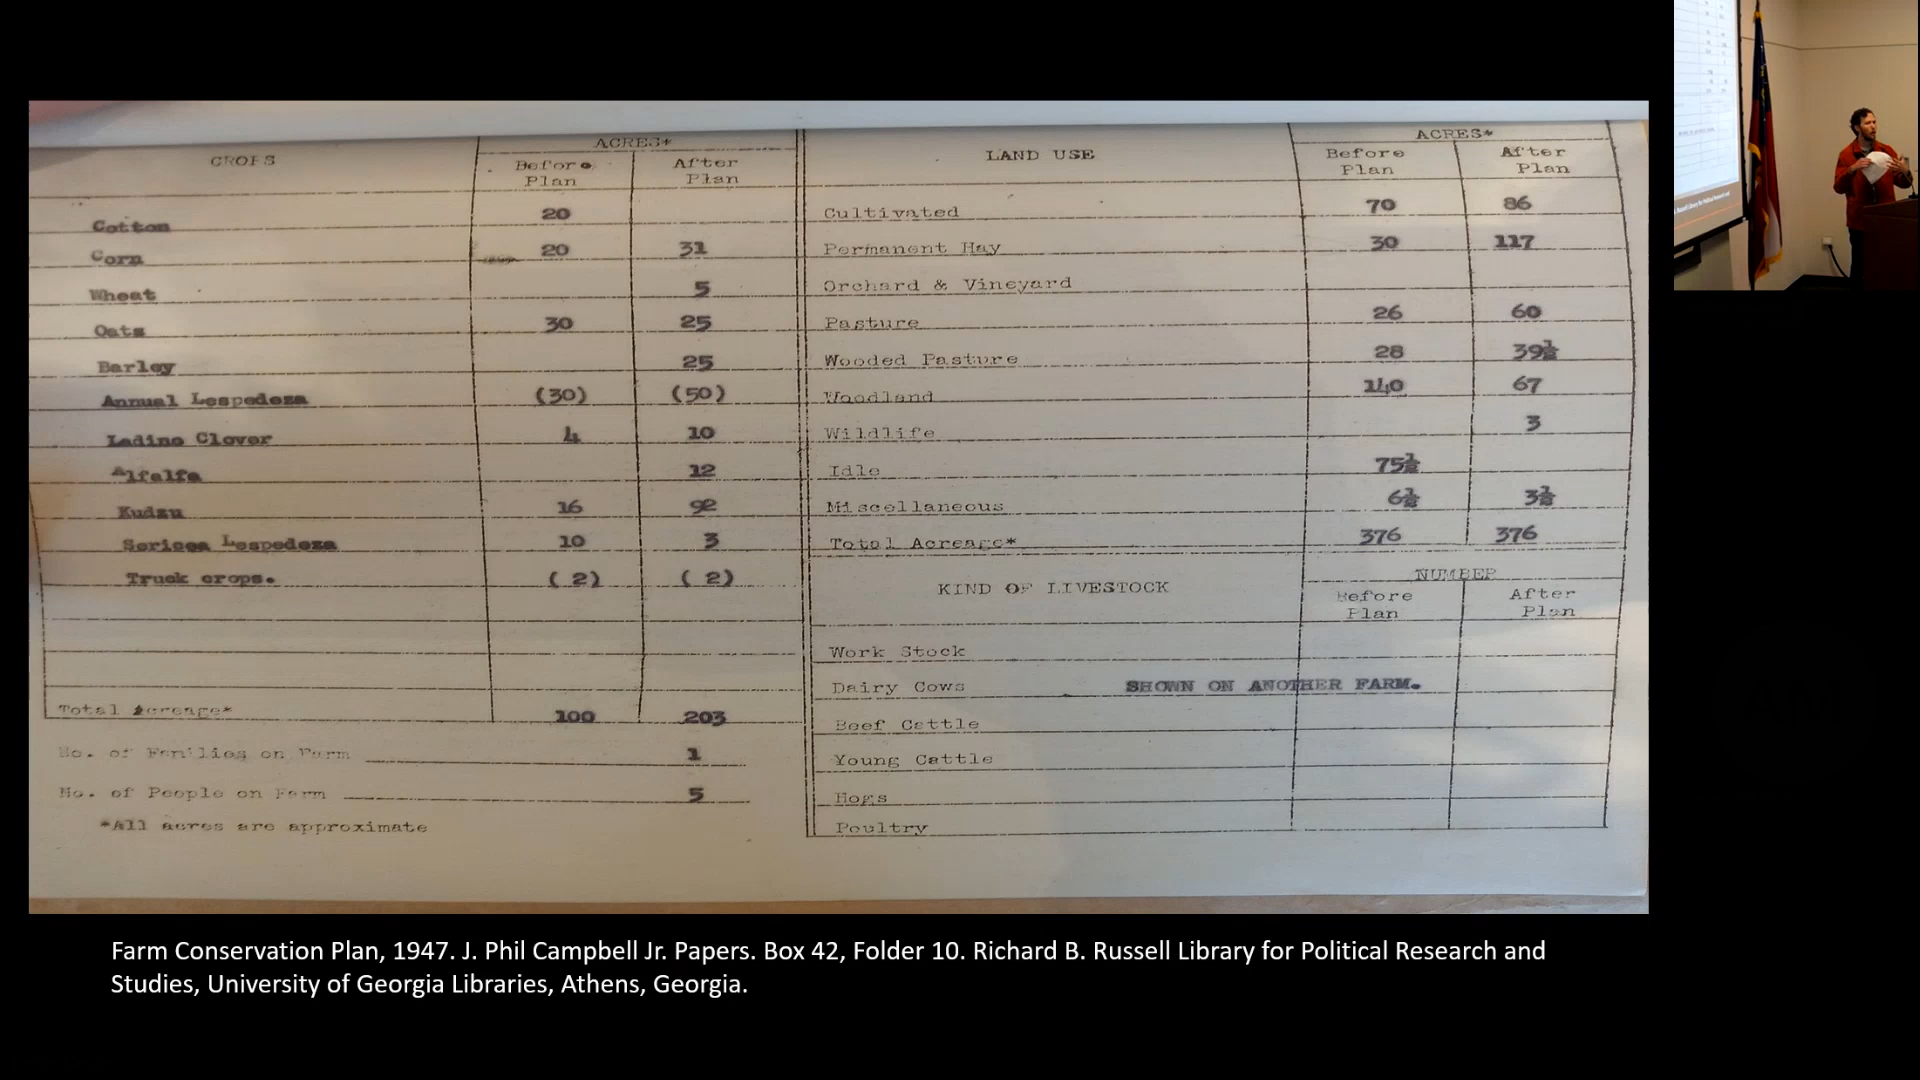 CROPS ACRES*
Before Plan After Plan
Cotton 20
Corn 20 31
Wheat 5
Oats 30 25
Barley 25
Annual Lespedeza (30) (50)
Ladino Clover 4 10
Alfalfa 12
Kudzu 16 92
Sericea Lespedeza 10 3
Truck crops. ( 2) ( 2)
Total Acreage* 100 203
No. of Families on Farm 1
No. of People on Farm 5
*All acres are approximate
LAND USE ACRES*
Before Plan After Plan
Cultivated 70 86
Permanent Hay 30 117
Orchard & Vineyard
Pasture 26 60
Wooded Pasture 28 39½
Woodland 140 67
Wildlife 3
Idle 75½
Miscellaneous 6½ 3½
Total Acreage* 376 376
KIND OF LIVESTOCK NUMBER
Before Plan After Plan
Work Stock
Dairy Cows SHOWN ON ANOTHER FARM.
Beef Cattle
Young Cattle
Hogs
Poultry
Farm Conservation Plan, 1947. J. Phil Campbell Jr. Papers. Box 42, Folder 10. Richard B. Russell Library for Political Research and
Studies, University of Georgia Libraries, Athens, Georgia.